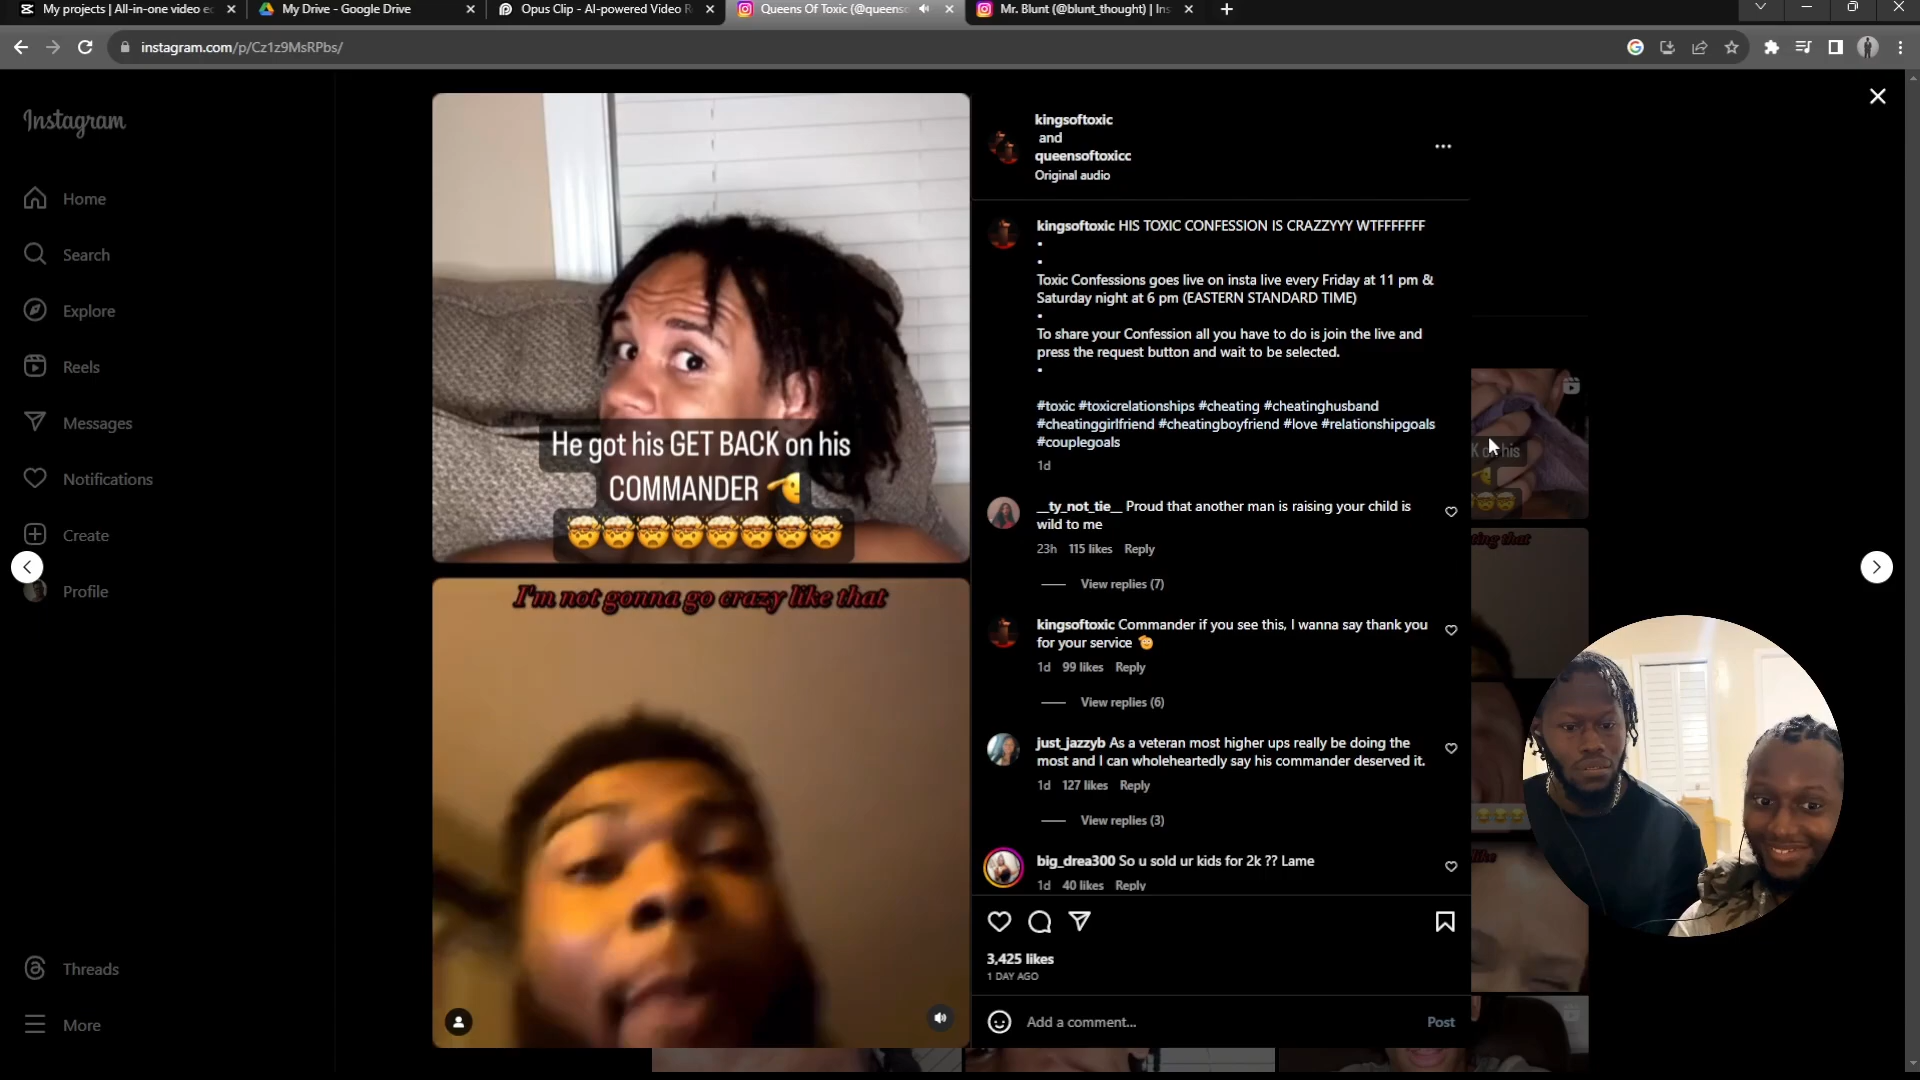 My projects | All-in-one video e
My Drive - Google Drive
Opus Clip - AI-powered Video R
Queens Of Toxic (@queenso
Mr. Blunt (@blunt_thought) | Ins
instagram.com/p/Cz1z9MsRPbs/
Instagram
Home
Search
Explore
Reels
Messages
Notifications
Create
Profile
Threads
More
He got his GET BACK on his
COMMANDER
I'm not gonna go crazy like that
kingsoftoxic
and
queensoftoxicc
Original audio
kingsoftoxic HIS TOXIC CONFESSION IS CRAZZYYY WTFFFFFFF
•
•
Toxic Confessions goes live on insta live every Friday at 11 pm &
Saturday night at 6 pm (EASTERN STANDARD TIME)
•
To share your Confession all you have to do is join the live and
press the request button and wait to be selected.
•
#toxic #toxicrelationships #cheating #cheatinghusband
#cheatinggirlfriend #cheatingboyfriend #love #relationshipgoals
#couplegoals
1d
__ty_not_tie__ Proud that another man is raising your child is
wild to me
23h 115 likes Reply
View replies (7)
kingsoftoxic Commander if you see this, I wanna say thank you
for your service
1d 99 likes Reply
View replies (6)
just_jazzyb As a veteran most higher ups really be doing the
most and I can wholeheartedly say his commander deserved it.
1d 127 likes Reply
View replies (3)
big_drea300 So u sold ur kids for 2k ?? Lame
1d 40 likes Reply
3,425 likes
1 DAY AGO
Add a comment...
Post